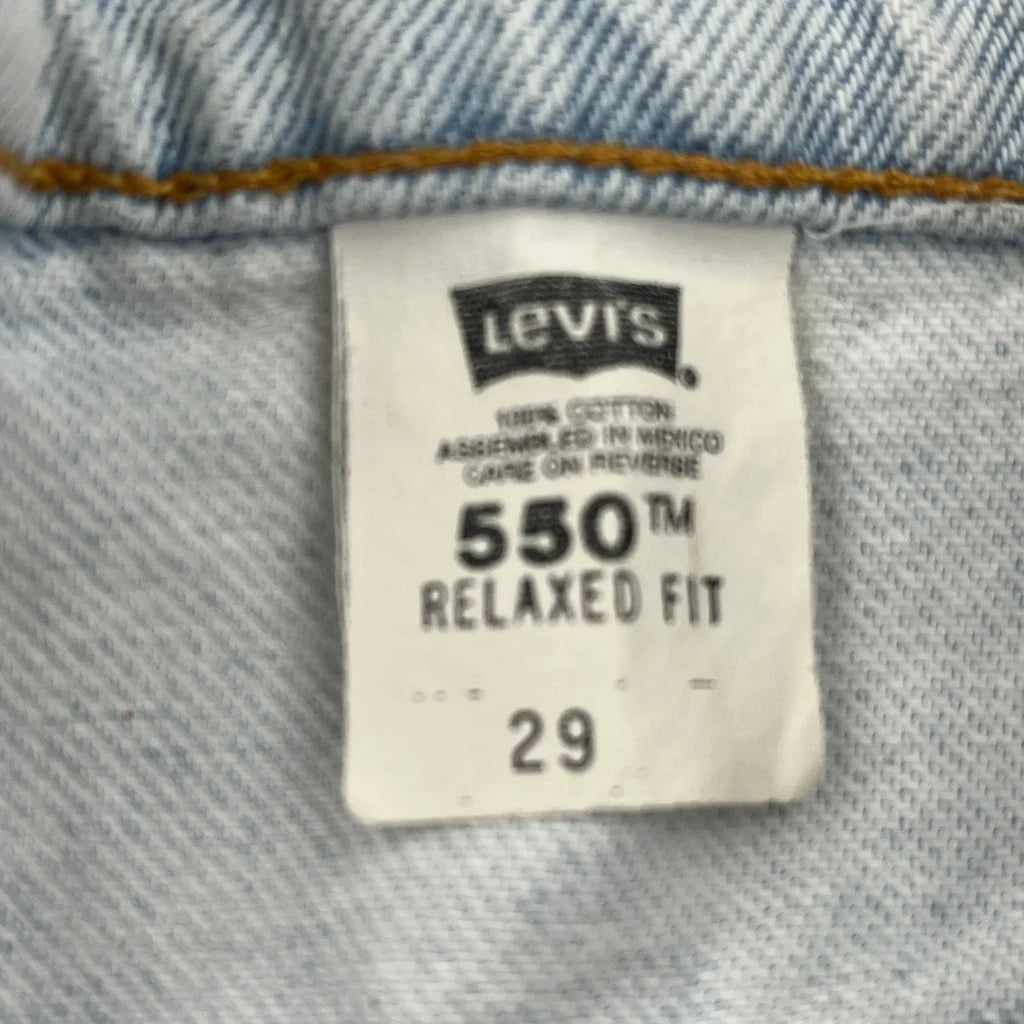 LEVI'S
100% COTTON
ASSEMBLED IN MEXICO
CARE ON REVERSE
550™
RELAXED FIT
29